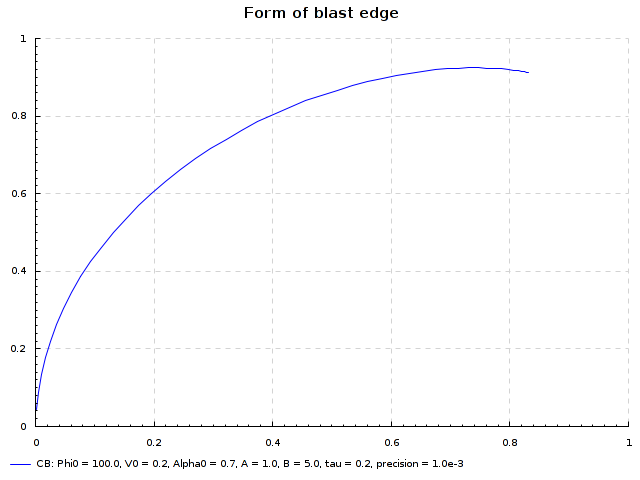 Form of blast edge
1
0.8
0.6
0.4
0.2
0
0 0.2 0.4 0.6 0.8 1
CB: Phi0 = 100.0, V0 = 0.2, Alpha0 = 0.7, A = 1.0, B = 5.0, tau = 0.2, precision = 1.0e-3